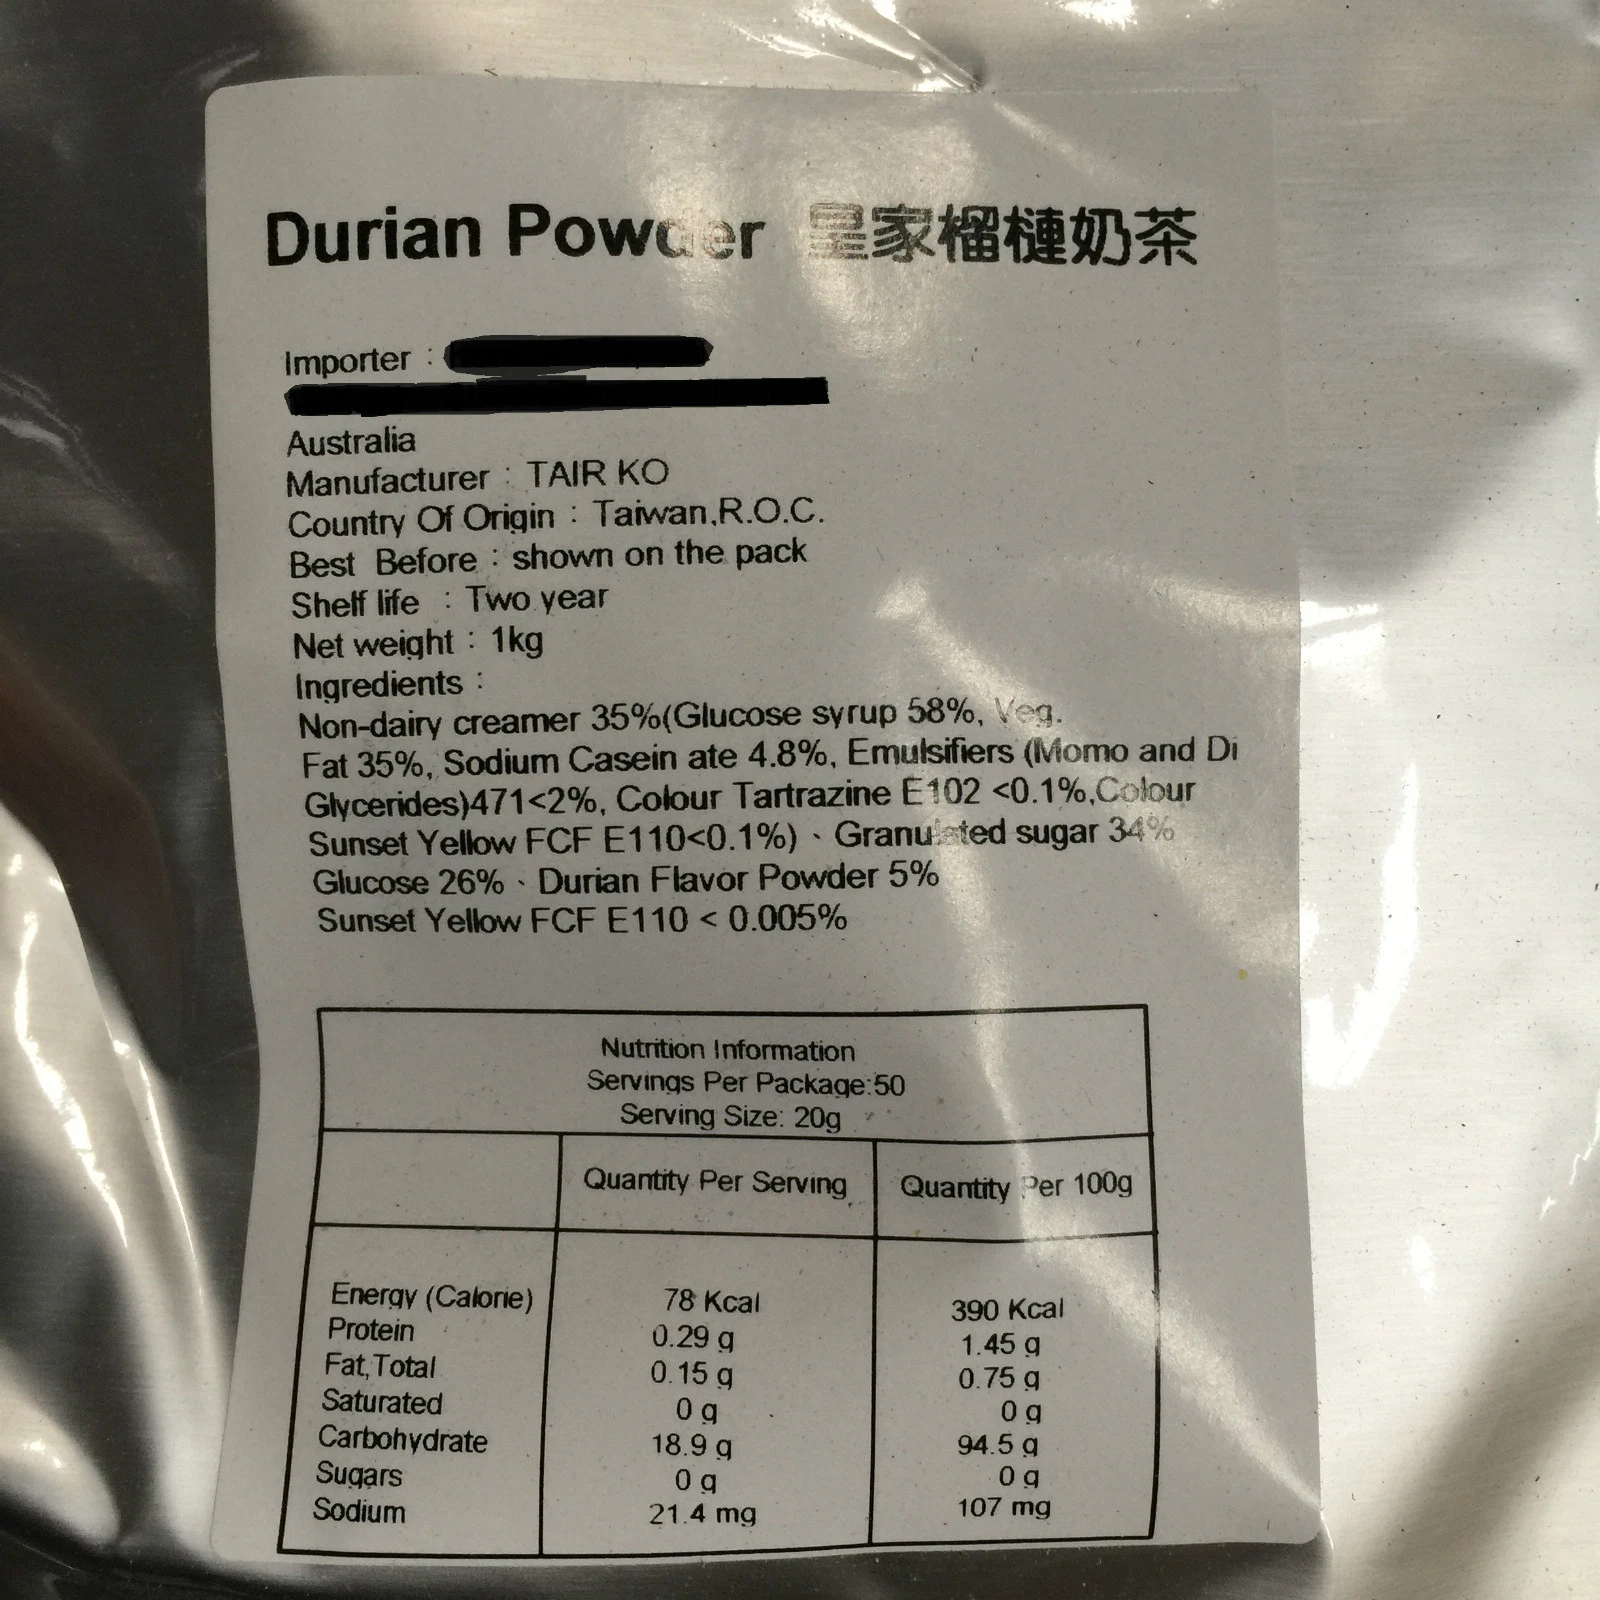 Durian Powder 皇家榴槤奶茶
Importer :
Australia
Manufacturer : TAIR KO
Country Of Origin : Taiwan,R.O.C.
Best Before : shown on the pack
Shelf life : Two year
Net weight : 1kg
Ingredients :
Non-dairy creamer 35%(Glucose syrup 58%, Veg.
Fat 35%, Sodium Casein ate 4.8%, Emulsifiers (Momo and Di
Glycerides)471<2%, Colour Tartrazine E102 <0.1%,Colour
Sunset Yellow FCF E110<0.1%)、Granulated sugar 34%
Glucose 26%、Durian Flavor Powder 5%
Sunset Yellow FCF E110 < 0.005%
Nutrition Information
Servings Per Package:50
Serving Size: 20g
Quantity Per Serving Quantity Per 100g
Energy (Calorie) 78 Kcal 390 Kcal
Protein 0.29 g 1.45 g
Fat,Total 0.15 g 0.75 g
Saturated 0 g 0 g
Carbohydrate 18.9 g 94.5 g
Sugars 0 g 0 g
Sodium 21.4 mg 107 mg